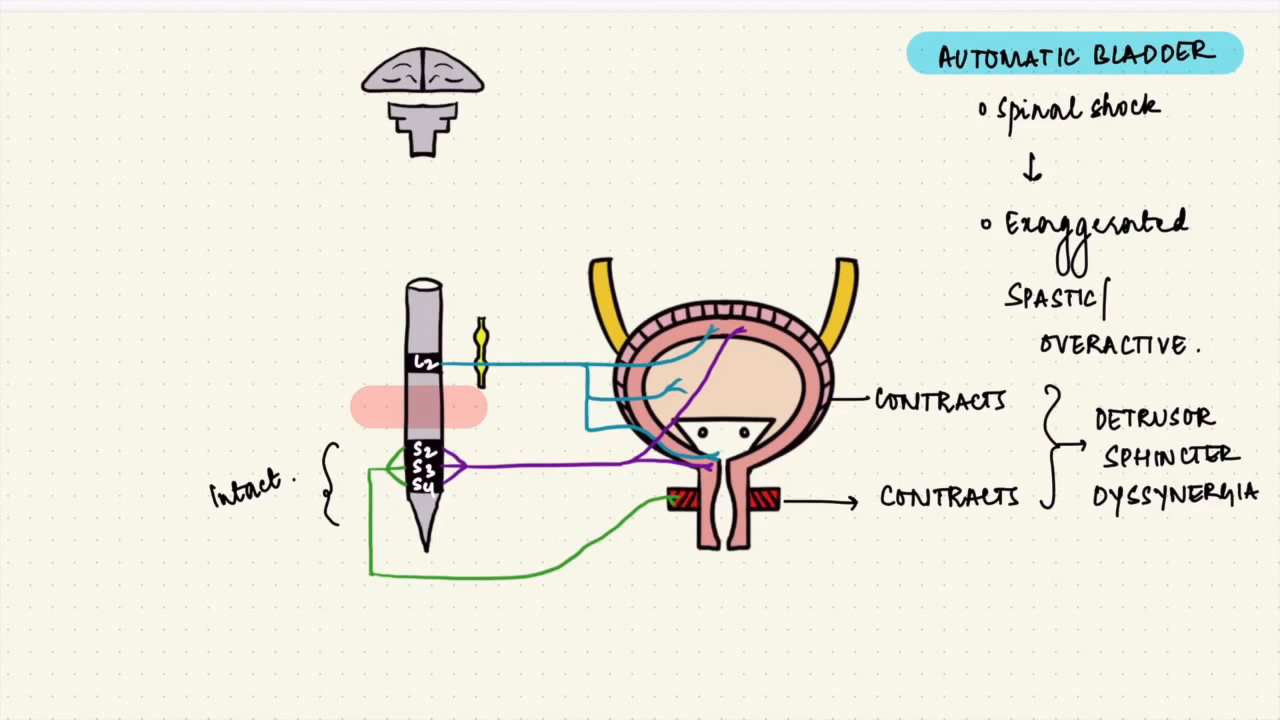 AUTOMATIC BLADDER
Spinal shock
↓
Exaggerated
SPASTIC/
OVERACTIVE.
L2
CONTRACTS
DETRUSOR
SPHINCTER
DYSSYNERGIA
S2
S3
S4
intact.
CONTRACTS